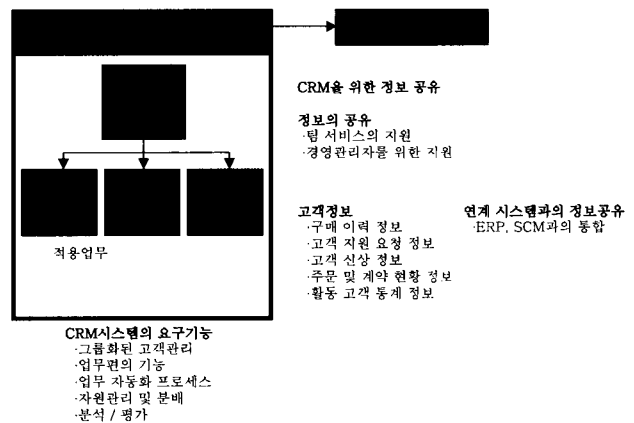 CRM을 위한 정보 공유
정보의 공유
·팀 서비스의 지원
·경영관리자를 위한 지원
고객정보
·구매 이력 정보
·고객 지원 요청 정보
·고객 신상 정보
·주문 및 계약 현황 정보
·활동 고객 통계 정보
연계 시스템과의 정보공유
·ERP, SCM과의 통합
적용업무
CRM시스템의 요구기능
·그룹화된 고객관리
·업무편의 기능
·업무 자동화 프로세스
·자원관리 및 분배
·분석 / 평가